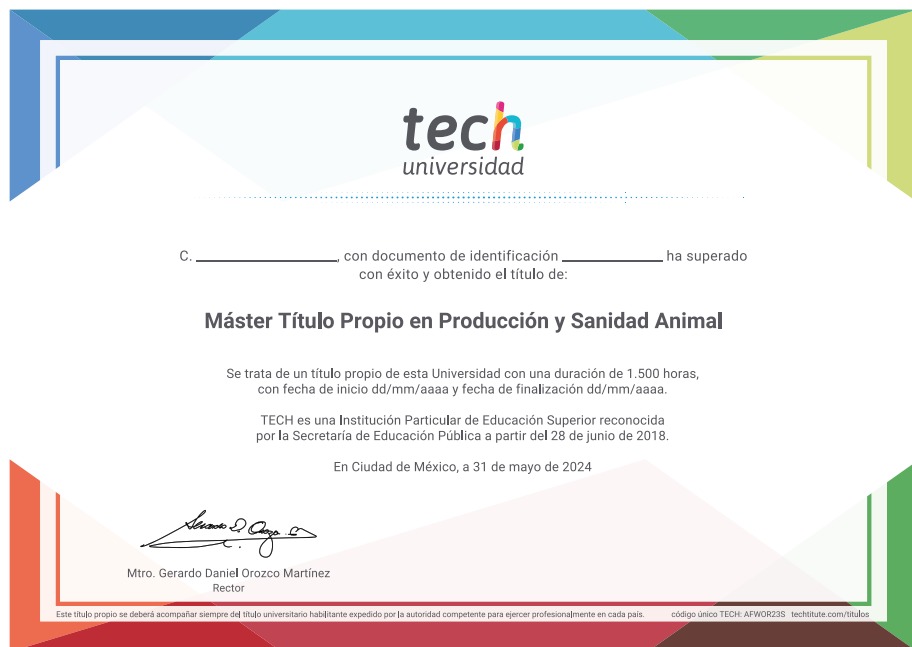 tech
universidad
C. ____________________, con documento de identificación ______________ ha superado
con éxito y obtenido el título de:
Máster Título Propio en Producción y Sanidad Animal
Se trata de un título propio de esta Universidad con una duración de 1.500 horas,
con fecha de inicio dd/mm/aaaa y fecha de finalización dd/mm/aaaa.
TECH es una Institución Particular de Educación Superior reconocida
por la Secretaría de Educación Pública a partir del 28 de junio de 2018.
En Ciudad de México, a 31 de mayo de 2024
Mtro. Gerardo Daniel Orozco Martínez
Rector
Este título propio se deberá acompañar siempre del título universitario habilitante expedido por la autoridad competente para ejercer profesionalmente en cada país. código único TECH: AFWOR23S techtitute.com/titulos